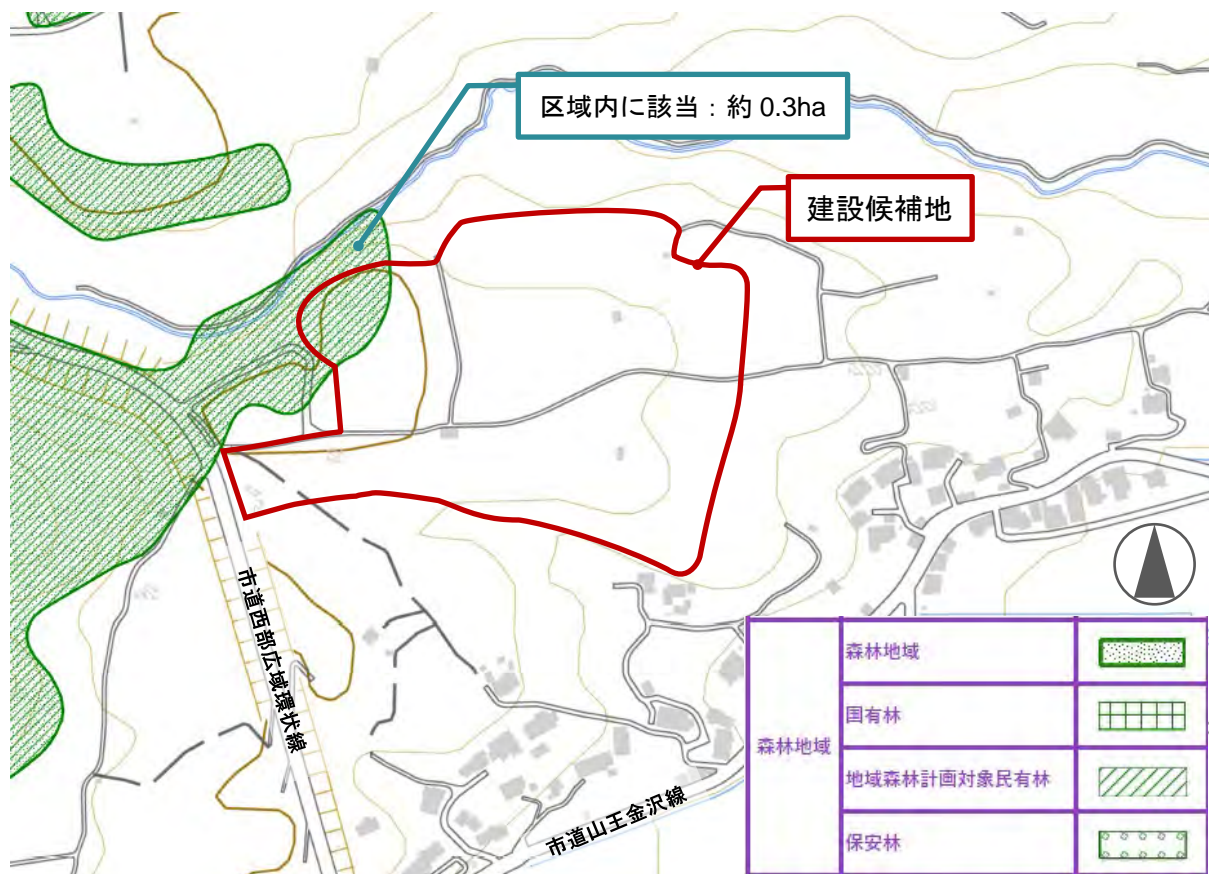 区域内に該当：約 0.3ha
建設候補地
市道西部広域環状線
市道山王金沢線
森林地域
森林地域
国有林
地域森林計画対象民有林
保安林